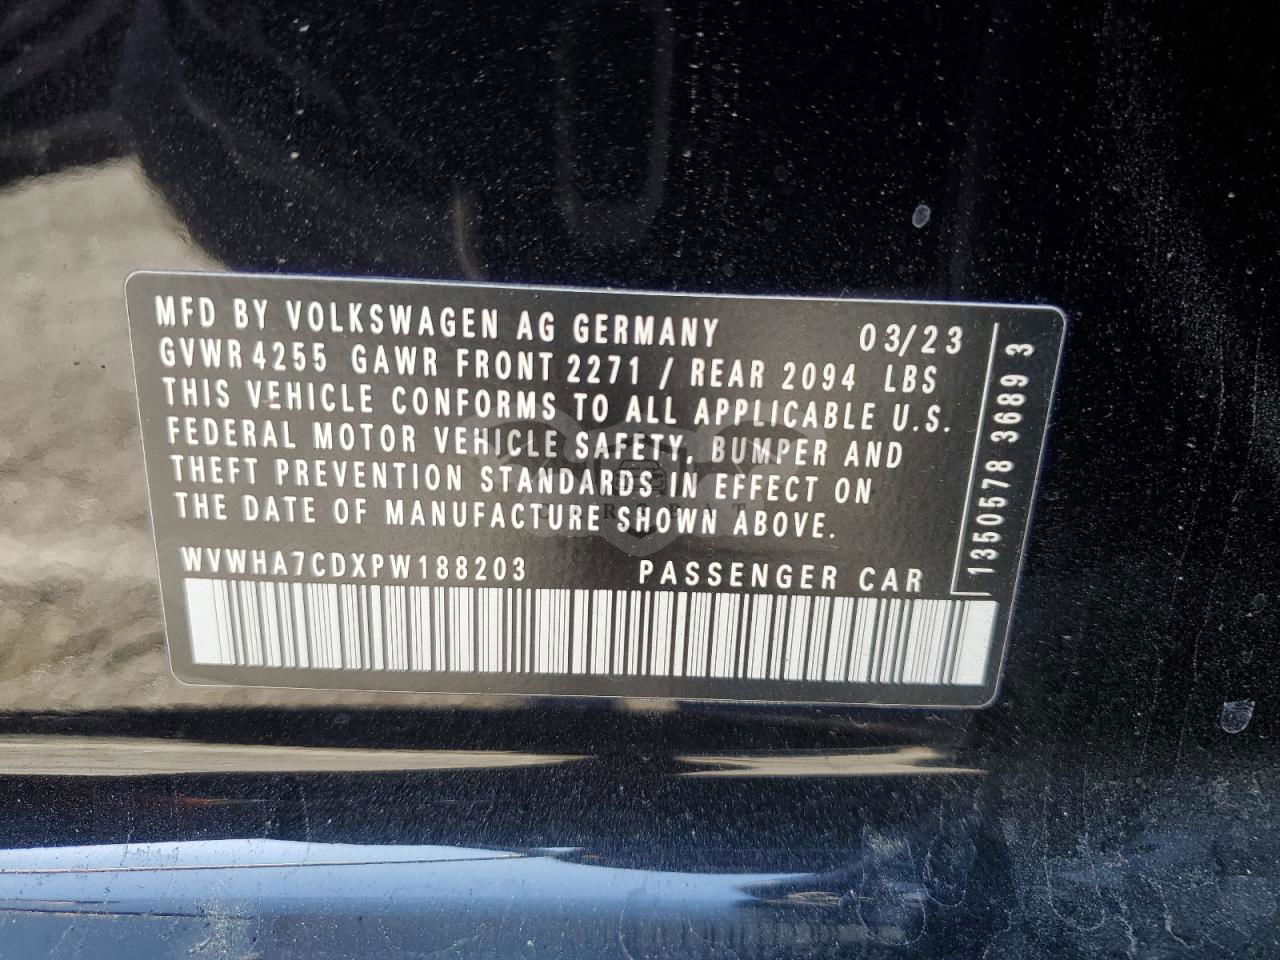 MFD BY VOLKSWAGEN AG GERMANY 03/23
GVWR 4255 GAWR FRONT 2271 / REAR 2094 LBS
THIS VEHICLE CONFORMS TO ALL APPLICABLE U.S.
FEDERAL MOTOR VEHICLE SAFETY, BUMPER AND
THEFT PREVENTION STANDARDS IN EFFECT ON
THE DATE OF MANUFACTURE SHOWN ABOVE.
WVWHA7CDXPW188203 PASSENGER CAR
1350578 3689 3